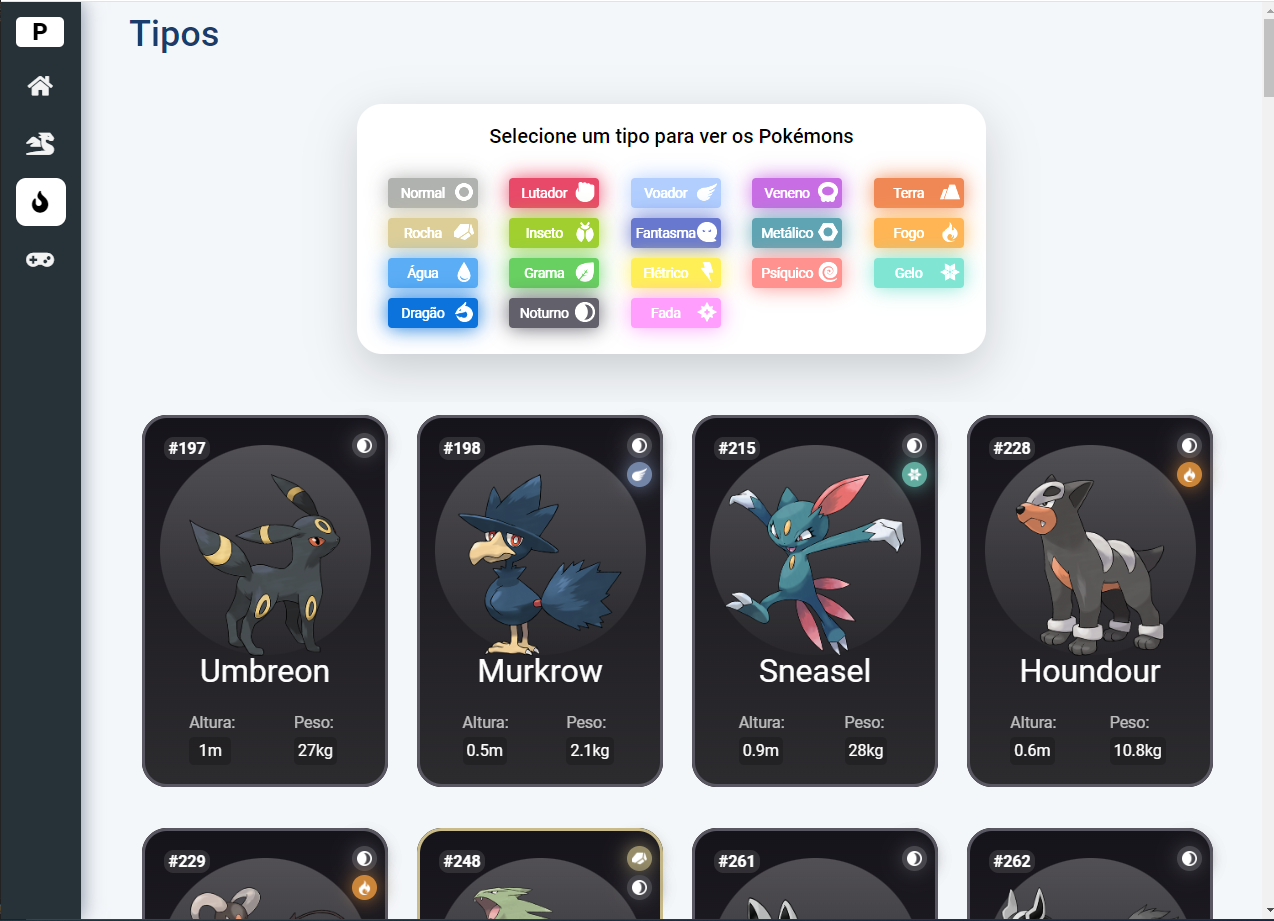 P
Tipos
Selecione um tipo para ver os Pokémons
Normal Lutador Voador Veneno Terra
Rocha Inseto Fantasma Metálico Fogo
Água Grama Elétrico Psíquico Gelo
Dragão Noturno Fada
#197 #198 #215 #228
Umbreon Murkrow Sneasel Houndour
Altura: Peso: Altura: Peso: Altura: Peso: Altura: Peso:
1m 27kg 0.5m 2.1kg 0.9m 28kg 0.6m 10.8kg
#229 #248 #261 #262